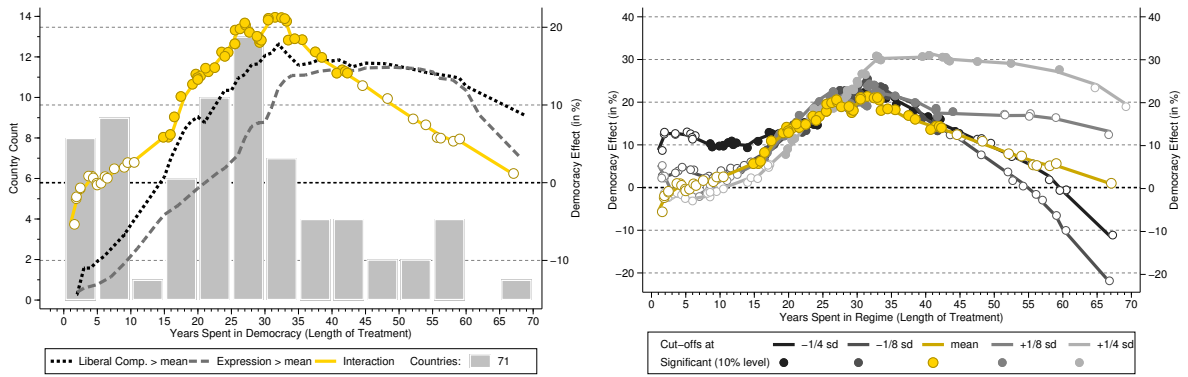 14
12
10
8
6
4
2
0
Country Count
20
10
0
−10
Democracy Effect (in %)
0 5 10 15 20 25 30 35 40 45 50 55 60 65 70
Years Spent in Democracy (Length of Treatment)
Liberal Comp. > mean Expression > mean Interaction Countries: 71
40
30
20
10
0
−10
−20
Democracy Effect (in %)
40
30
20
10
0
−10
−20
Democracy Effect (in %)
0 5 10 15 20 25 30 35 40 45 50 55 60 65 70
Years Spent in Regime (Length of Treatment)
Cut−offs at −1/4 sd −1/8 sd mean +1/8 sd +1/4 sd
Significant (10% level)